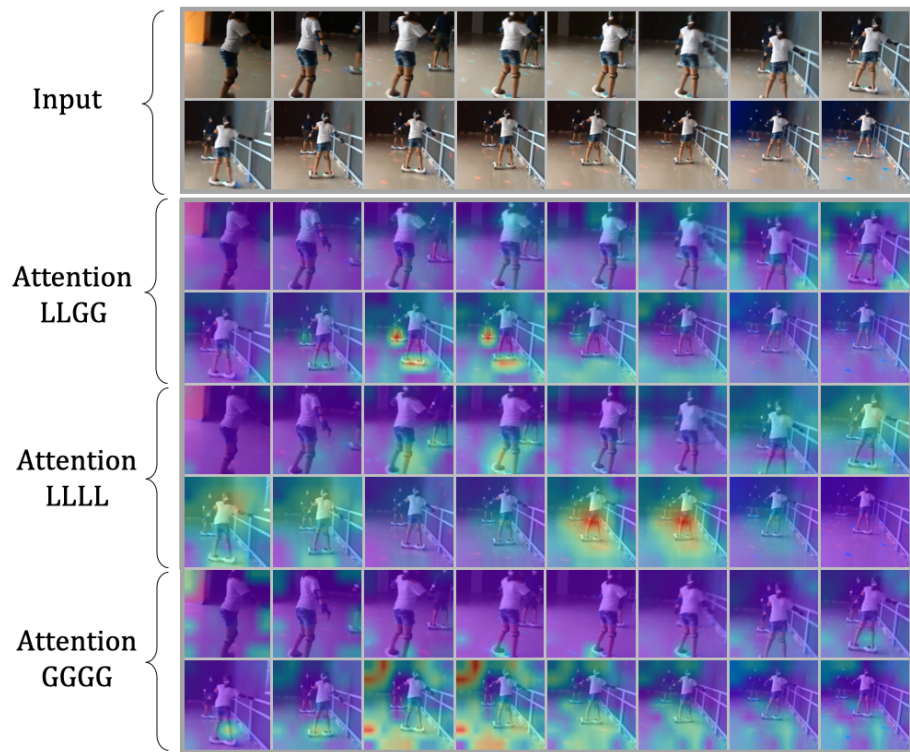 Input
Attention
LLGG
Attention
LLLL
Attention
GGGG